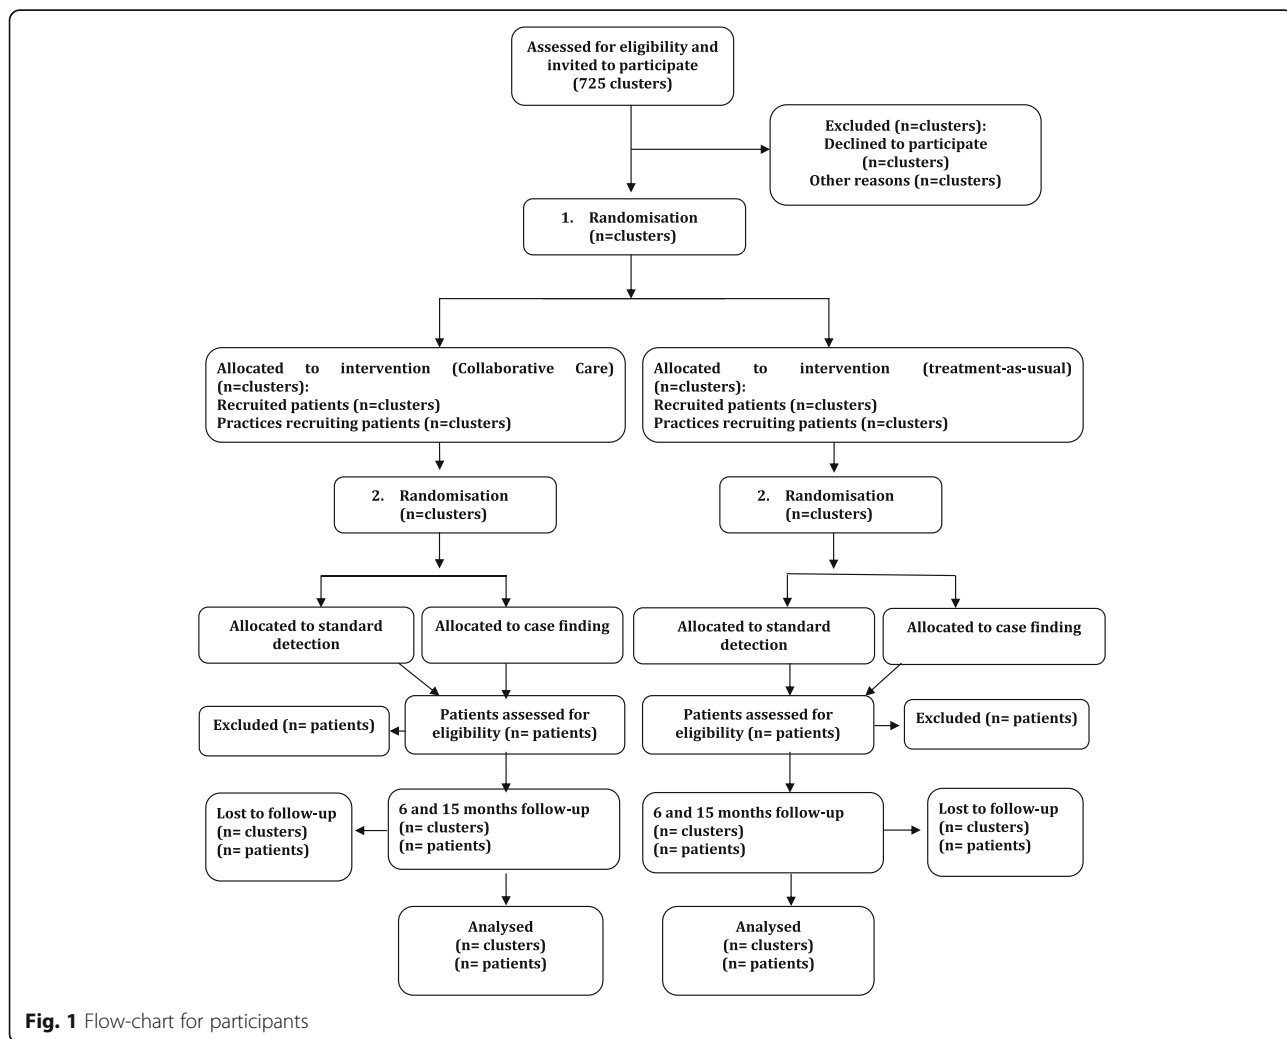 Assessed for eligibility and
invited to participate
(725 clusters)
Excluded (n=clusters):
Declined to participate
(n=clusters)
Other reasons (n=clusters)
1. Randomisation
(n=clusters)
Allocated to intervention (Collaborative Care)
(n=clusters):
Recruited patients (n=clusters)
Practices recruiting patients (n=clusters)
Allocated to intervention (treatment-as-usual)
(n=clusters):
Recruited patients (n=clusters)
Practices recruiting patients (n=clusters)
2. Randomisation
(n=clusters)
2. Randomisation
(n=clusters)
Allocated to standard
detection
Allocated to case finding
Allocated to standard
detection
Allocated to case finding
Excluded (n= patients)
Patients assessed for
eligibility (n= patients)
Patients assessed for
eligibility (n= patients)
Excluded (n= patients)
Lost to follow-up
(n= clusters)
(n= patients)
6 and 15 months follow-up
(n= clusters)
(n= patients)
6 and 15 months follow-up
(n= clusters)
(n= patients)
Lost to follow-up
(n= clusters)
(n= patients)
Analysed
(n= clusters)
(n= patients)
Analysed
(n= clusters)
(n= patients)
Fig. 1 Flow-chart for participants